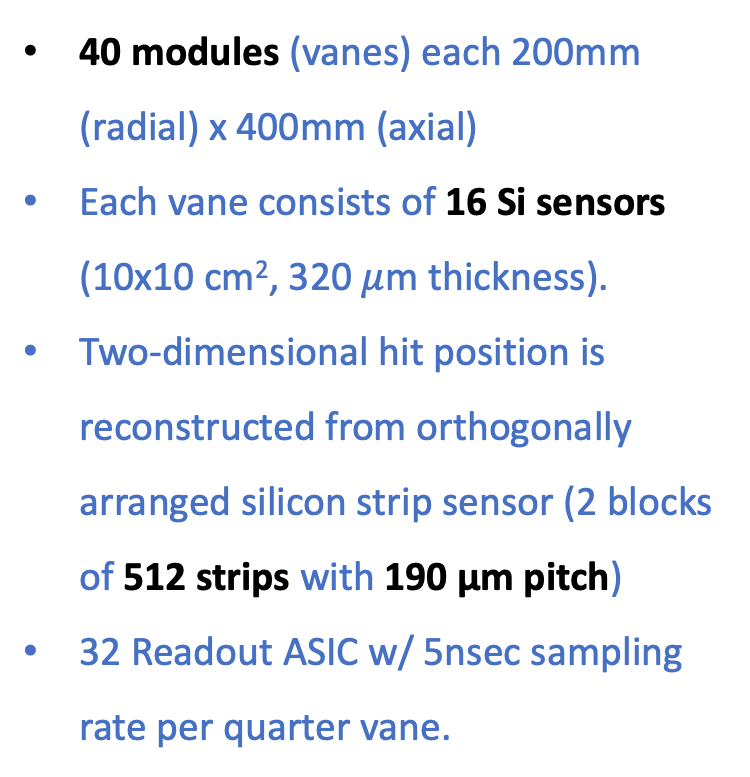 • 40 modules (vanes) each 200mm
(radial) x 400mm (axial)
• Each vane consists of 16 Si sensors
(10x10 cm², 320 𝜇m thickness).
• Two-dimensional hit position is
reconstructed from orthogonally
arranged silicon strip sensor (2 blocks
of 512 strips with 190 µm pitch)
• 32 Readout ASIC w/ 5nsec sampling
rate per quarter vane.